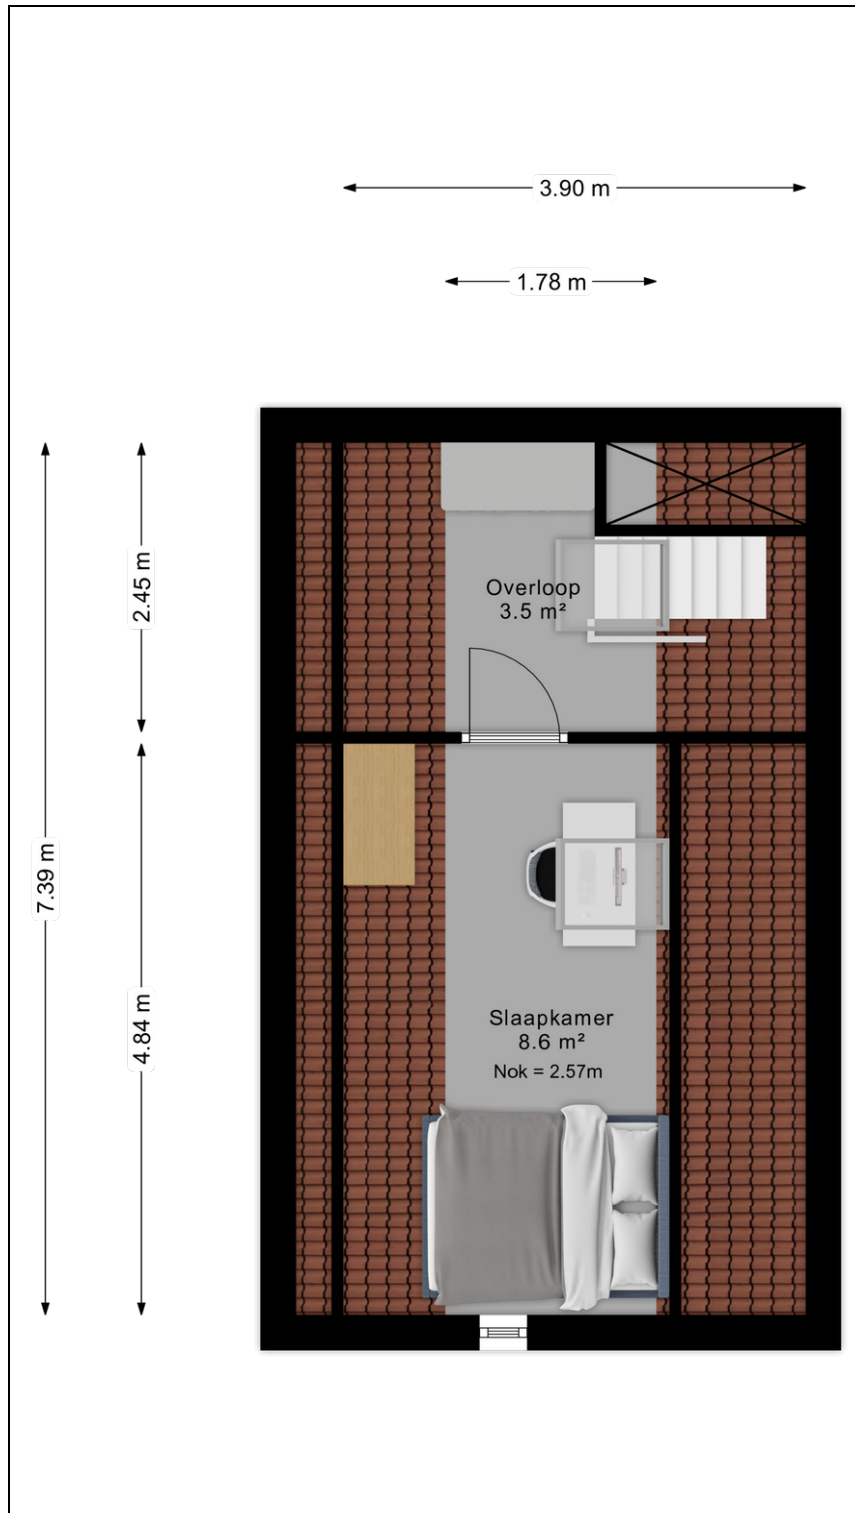 3.90 m
1.78 m
2.45 m
7.39 m
4.84 m
Overloop
3.5 m²
Slaapkamer
8.6 m²
Nok = 2.57m